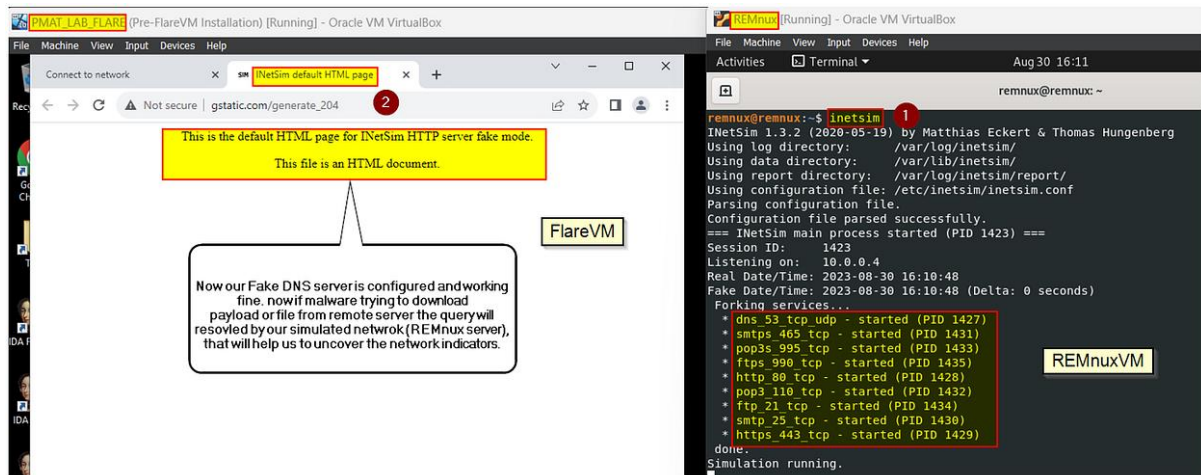 PMAT_LAB_FLARE (Pre-FlareVM Installation) [Running] - Oracle VM VirtualBox
File Machine View Input Devices Help
Connect to network
SIM INetSim default HTML page
2
Not secure | gstatic.com/generate_204
This is the default HTML page for INetSim HTTP server fake mode.
This file is an HTML document.
FlareVM
Now our Fake DNS server is configured and working
fine. now if malware trying to download
payload or file from remote server the query will
resovled by our simulated netwrok (REMnux server),
that will help us to uncover the network indicators.
REMnux [Running] - Oracle VM VirtualBox
File Machine View Input Devices Help
Activities Terminal Aug 30 16:11
remnux@remnux: ~
remnux@remnux:~$ inetsim 1
INetSim 1.3.2 (2020-05-19) by Matthias Eckert & Thomas Hungenberg
Using log directory: /var/log/inetsim/
Using data directory: /var/lib/inetsim/
Using report directory: /var/log/inetsim/report/
Using configuration file: /etc/inetsim/inetsim.conf
Parsing configuration file.
Configuration file parsed successfully.
=== INetSim main process started (PID 1423) ===
Session ID: 1423
Listening on: 10.0.0.4
Real Date/Time: 2023-08-30 16:10:48
Fake Date/Time: 2023-08-30 16:10:48 (Delta: 0 seconds)
Forking services...
* dns_53_tcp_udp - started (PID 1427)
* smtps_465_tcp - started (PID 1431)
* pop3s_995_tcp - started (PID 1433)
* ftps_990_tcp - started (PID 1435)
* http_80_tcp - started (PID 1428)
* pop3_110_tcp - started (PID 1432)
* ftp_21_tcp - started (PID 1434)
* smtp_25_tcp - started (PID 1430)
* https_443_tcp - started (PID 1429)
done.
Simulation running.
REMnuxVM